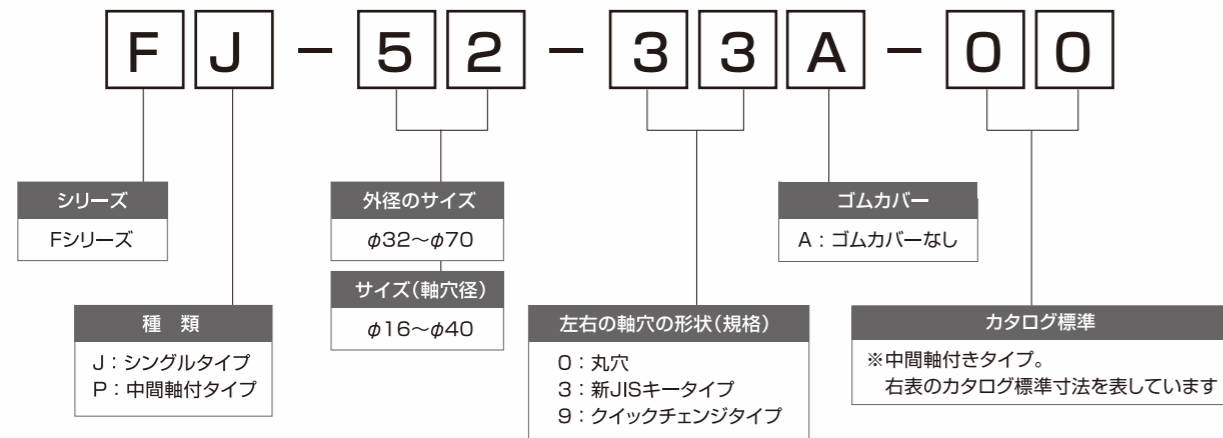 FJ-52-33A-00
シリーズ
Fシリーズ
種　類
J：シングルタイプ
P：中間軸付タイプ
外径のサイズ
φ32～φ70
サイズ（軸穴径）
φ16～φ40
左右の軸穴の形状（規格）
0：丸穴
3：新JISキータイプ
9：クイックチェンジタイプ
ゴムカバー
A：ゴムカバーなし
カタログ標準
※中間軸付きタイプ。
右表のカタログ標準寸法を表しています